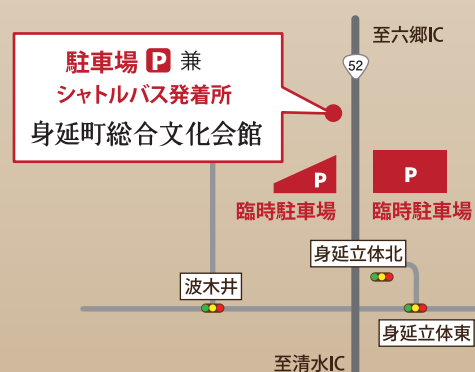 至六郷IC
52
駐車場 P 兼
シャトルバス発着所
身延町総合文化会館
P
P
臨時駐車場
臨時駐車場
身延立体北
波木井
身延立体東
至清水IC